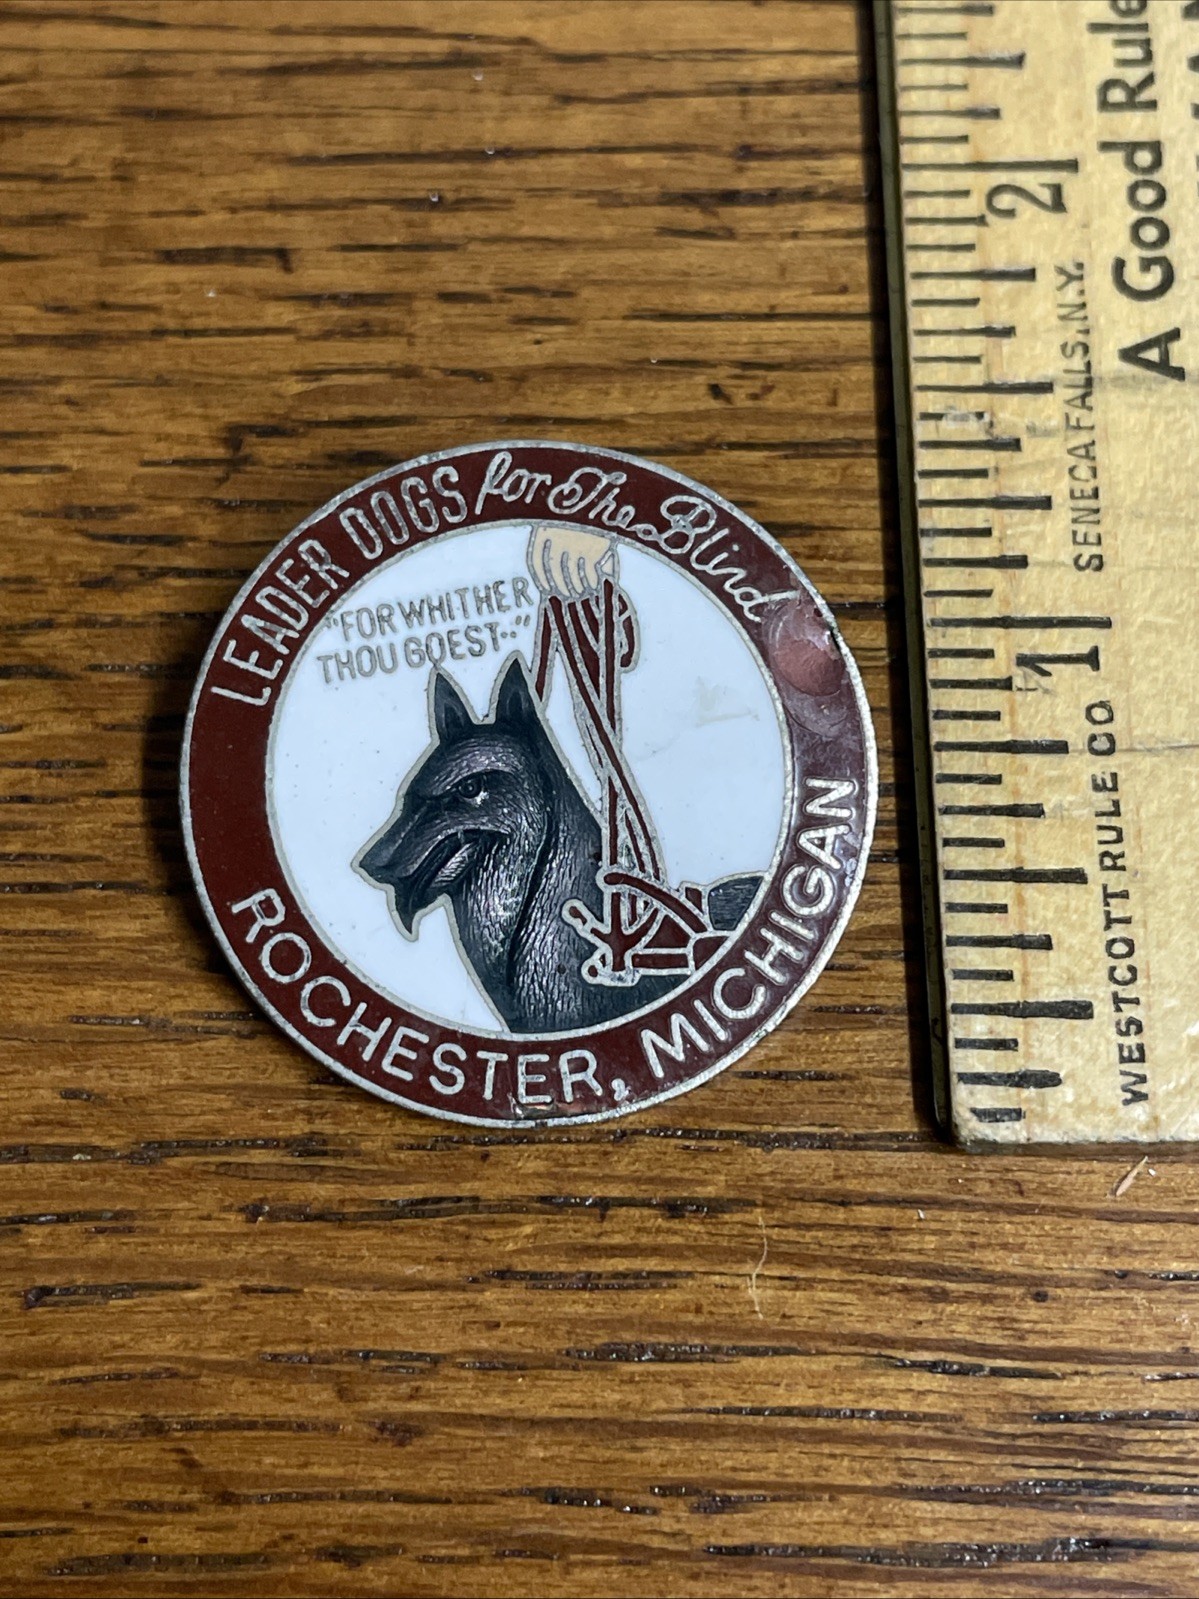 LEADER DOGS for The Blind
"FOR WHITHER
THOU GOEST··"
ROCHESTER, MICHIGAN
1
2
WESTCOTT RULE CO
SENECA FALLS, N.Y.
A Good Rule